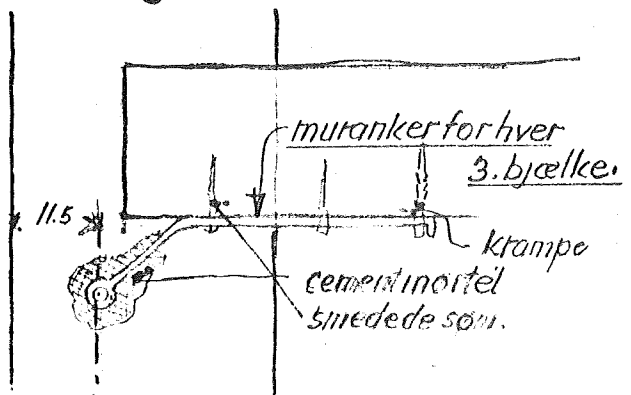 muranker for hver
3. bjælke.
11.5
krampe
cementmørtel
smedede søm.